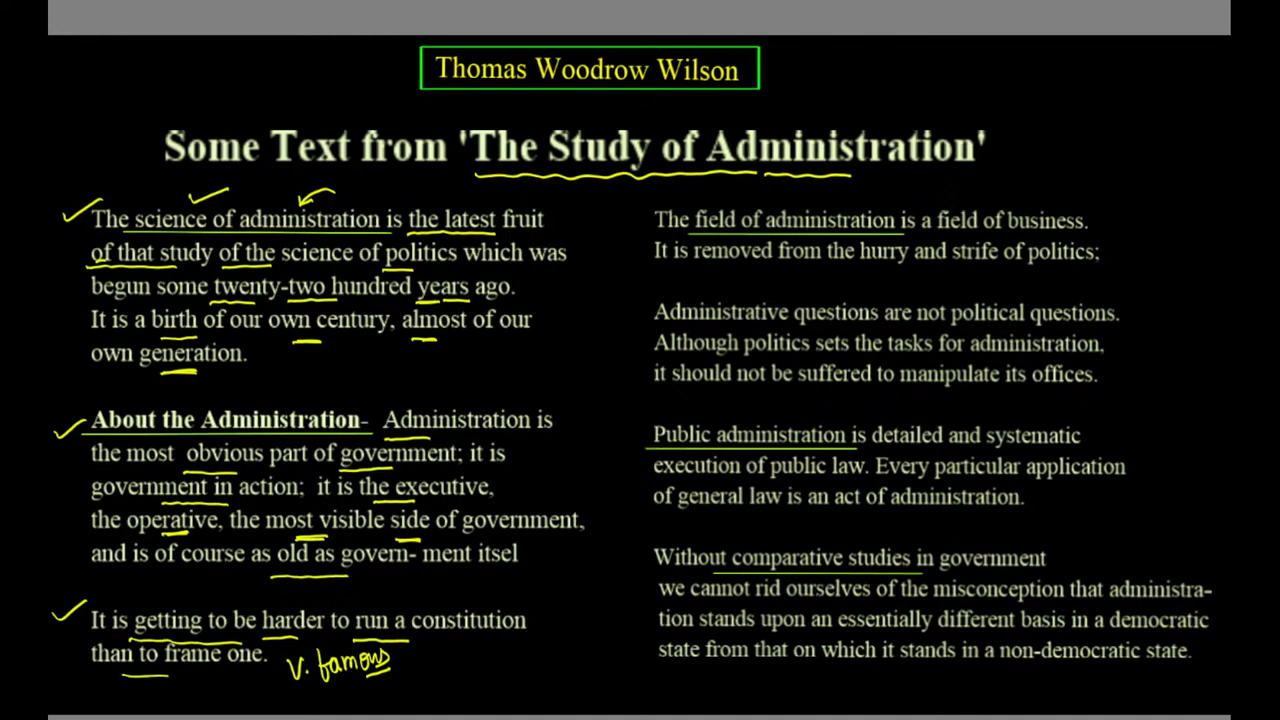 Thomas Woodrow Wilson
Some Text from 'The Study of Administration'
The science of administration is the latest fruit
of that study of the science of politics which was
begun some twenty-two hundred years ago.
It is a birth of our own century, almost of our
own generation.
About the Administration- Administration is
the most obvious part of government; it is
government in action; it is the executive,
the operative, the most visible side of government,
and is of course as old as govern- ment itsel
It is getting to be harder to run a constitution
than to frame one.
v. famous
The field of administration is a field of business.
It is removed from the hurry and strife of politics;
Administrative questions are not political questions.
Although politics sets the tasks for administration,
it should not be suffered to manipulate its offices.
Public administration is detailed and systematic
execution of public law. Every particular application
of general law is an act of administration.
Without comparative studies in government
we cannot rid ourselves of the misconception that administra-
tion stands upon an essentially different basis in a democratic
state from that on which it stands in a non-democratic state.